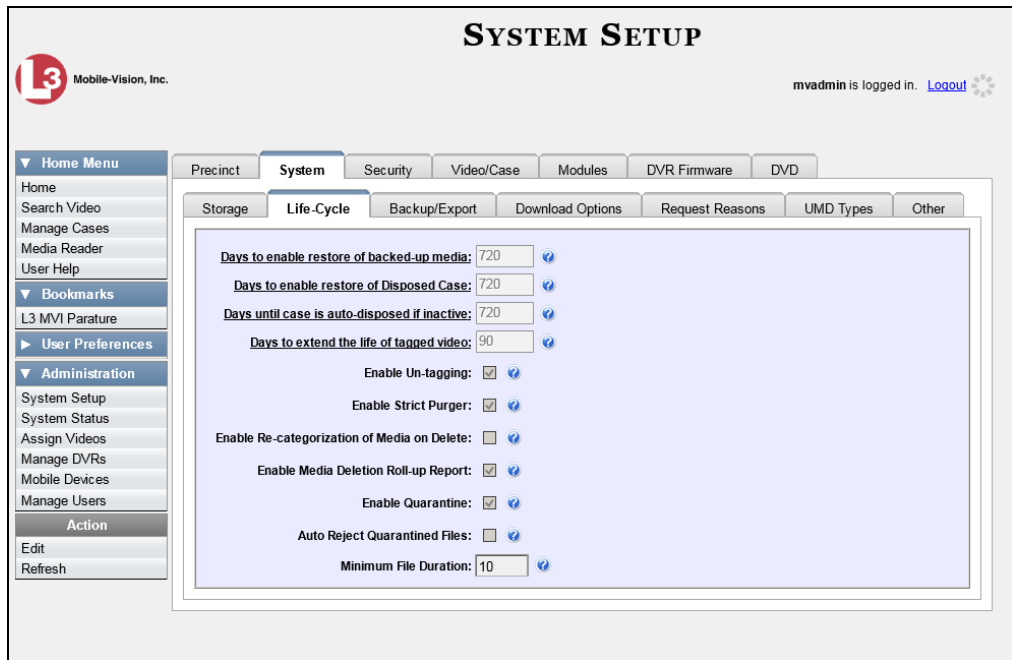 SYSTEM SETUP
L3 Mobile-Vision, Inc.
mvadmin is logged in. Logout
▼ Home Menu
Home
Search Video
Manage Cases
Media Reader
User Help
▼ Bookmarks
L3 MVI Parature
► User Preferences
▼ Administration
System Setup
System Status
Assign Videos
Manage DVRs
Mobile Devices
Manage Users
Action
Edit
Refresh
Precinct System Security Video/Case Modules DVR Firmware DVD
Storage Life-Cycle Backup/Export Download Options Request Reasons UMD Types Other
Days to enable restore of backed-up media: 720 ?
Days to enable restore of Disposed Case: 720 ?
Days until case is auto-disposed if inactive: 720 ?
Days to extend the life of tagged video: 90 ?
Enable Un-tagging: ?
Enable Strict Purger: ?
Enable Re-categorization of Media on Delete: ?
Enable Media Deletion Roll-up Report: ?
Enable Quarantine: ?
Auto Reject Quarantined Files: ?
Minimum File Duration: 10 ?